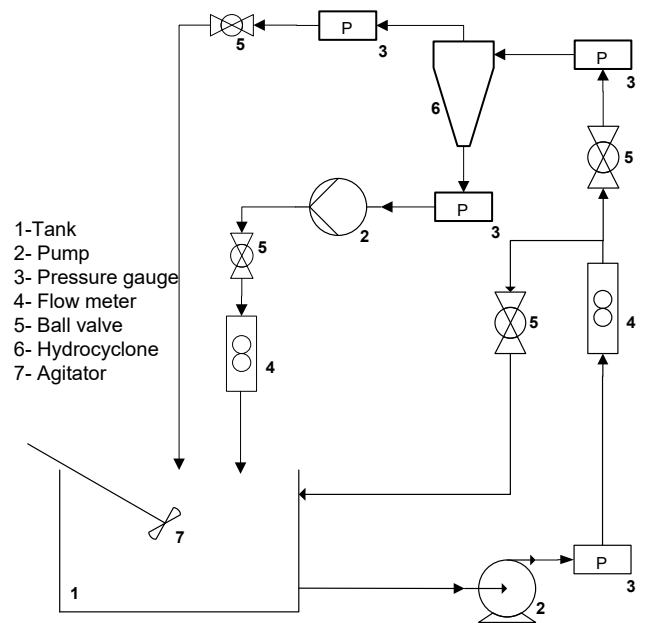 5
P
3
6
P
3
5
P
3
2
5
1-Tank
2- Pump
3- Pressure gauge
4- Flow meter
5- Ball valve
6- Hydrocyclone
7- Agitator
5
4
4
7
1
P
3
2